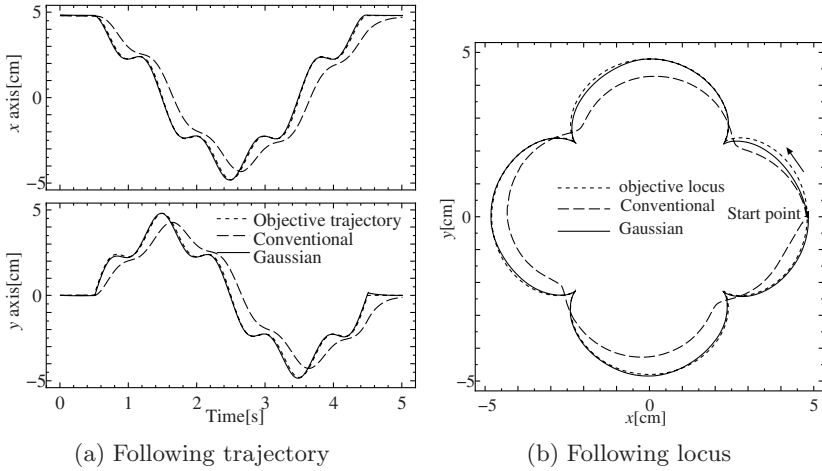 5
0
-5
x axis[cm]
5
0
-5
y axis[cm]
Objective trajectory
Conventional
Gaussian
0 1 2 3 4 5
Time[s]
(a) Following trajectory
5
0
-5
y[cm]
objective locus
Conventional
Gaussian
Start point
-5 0 5
x[cm]
(b) Following locus